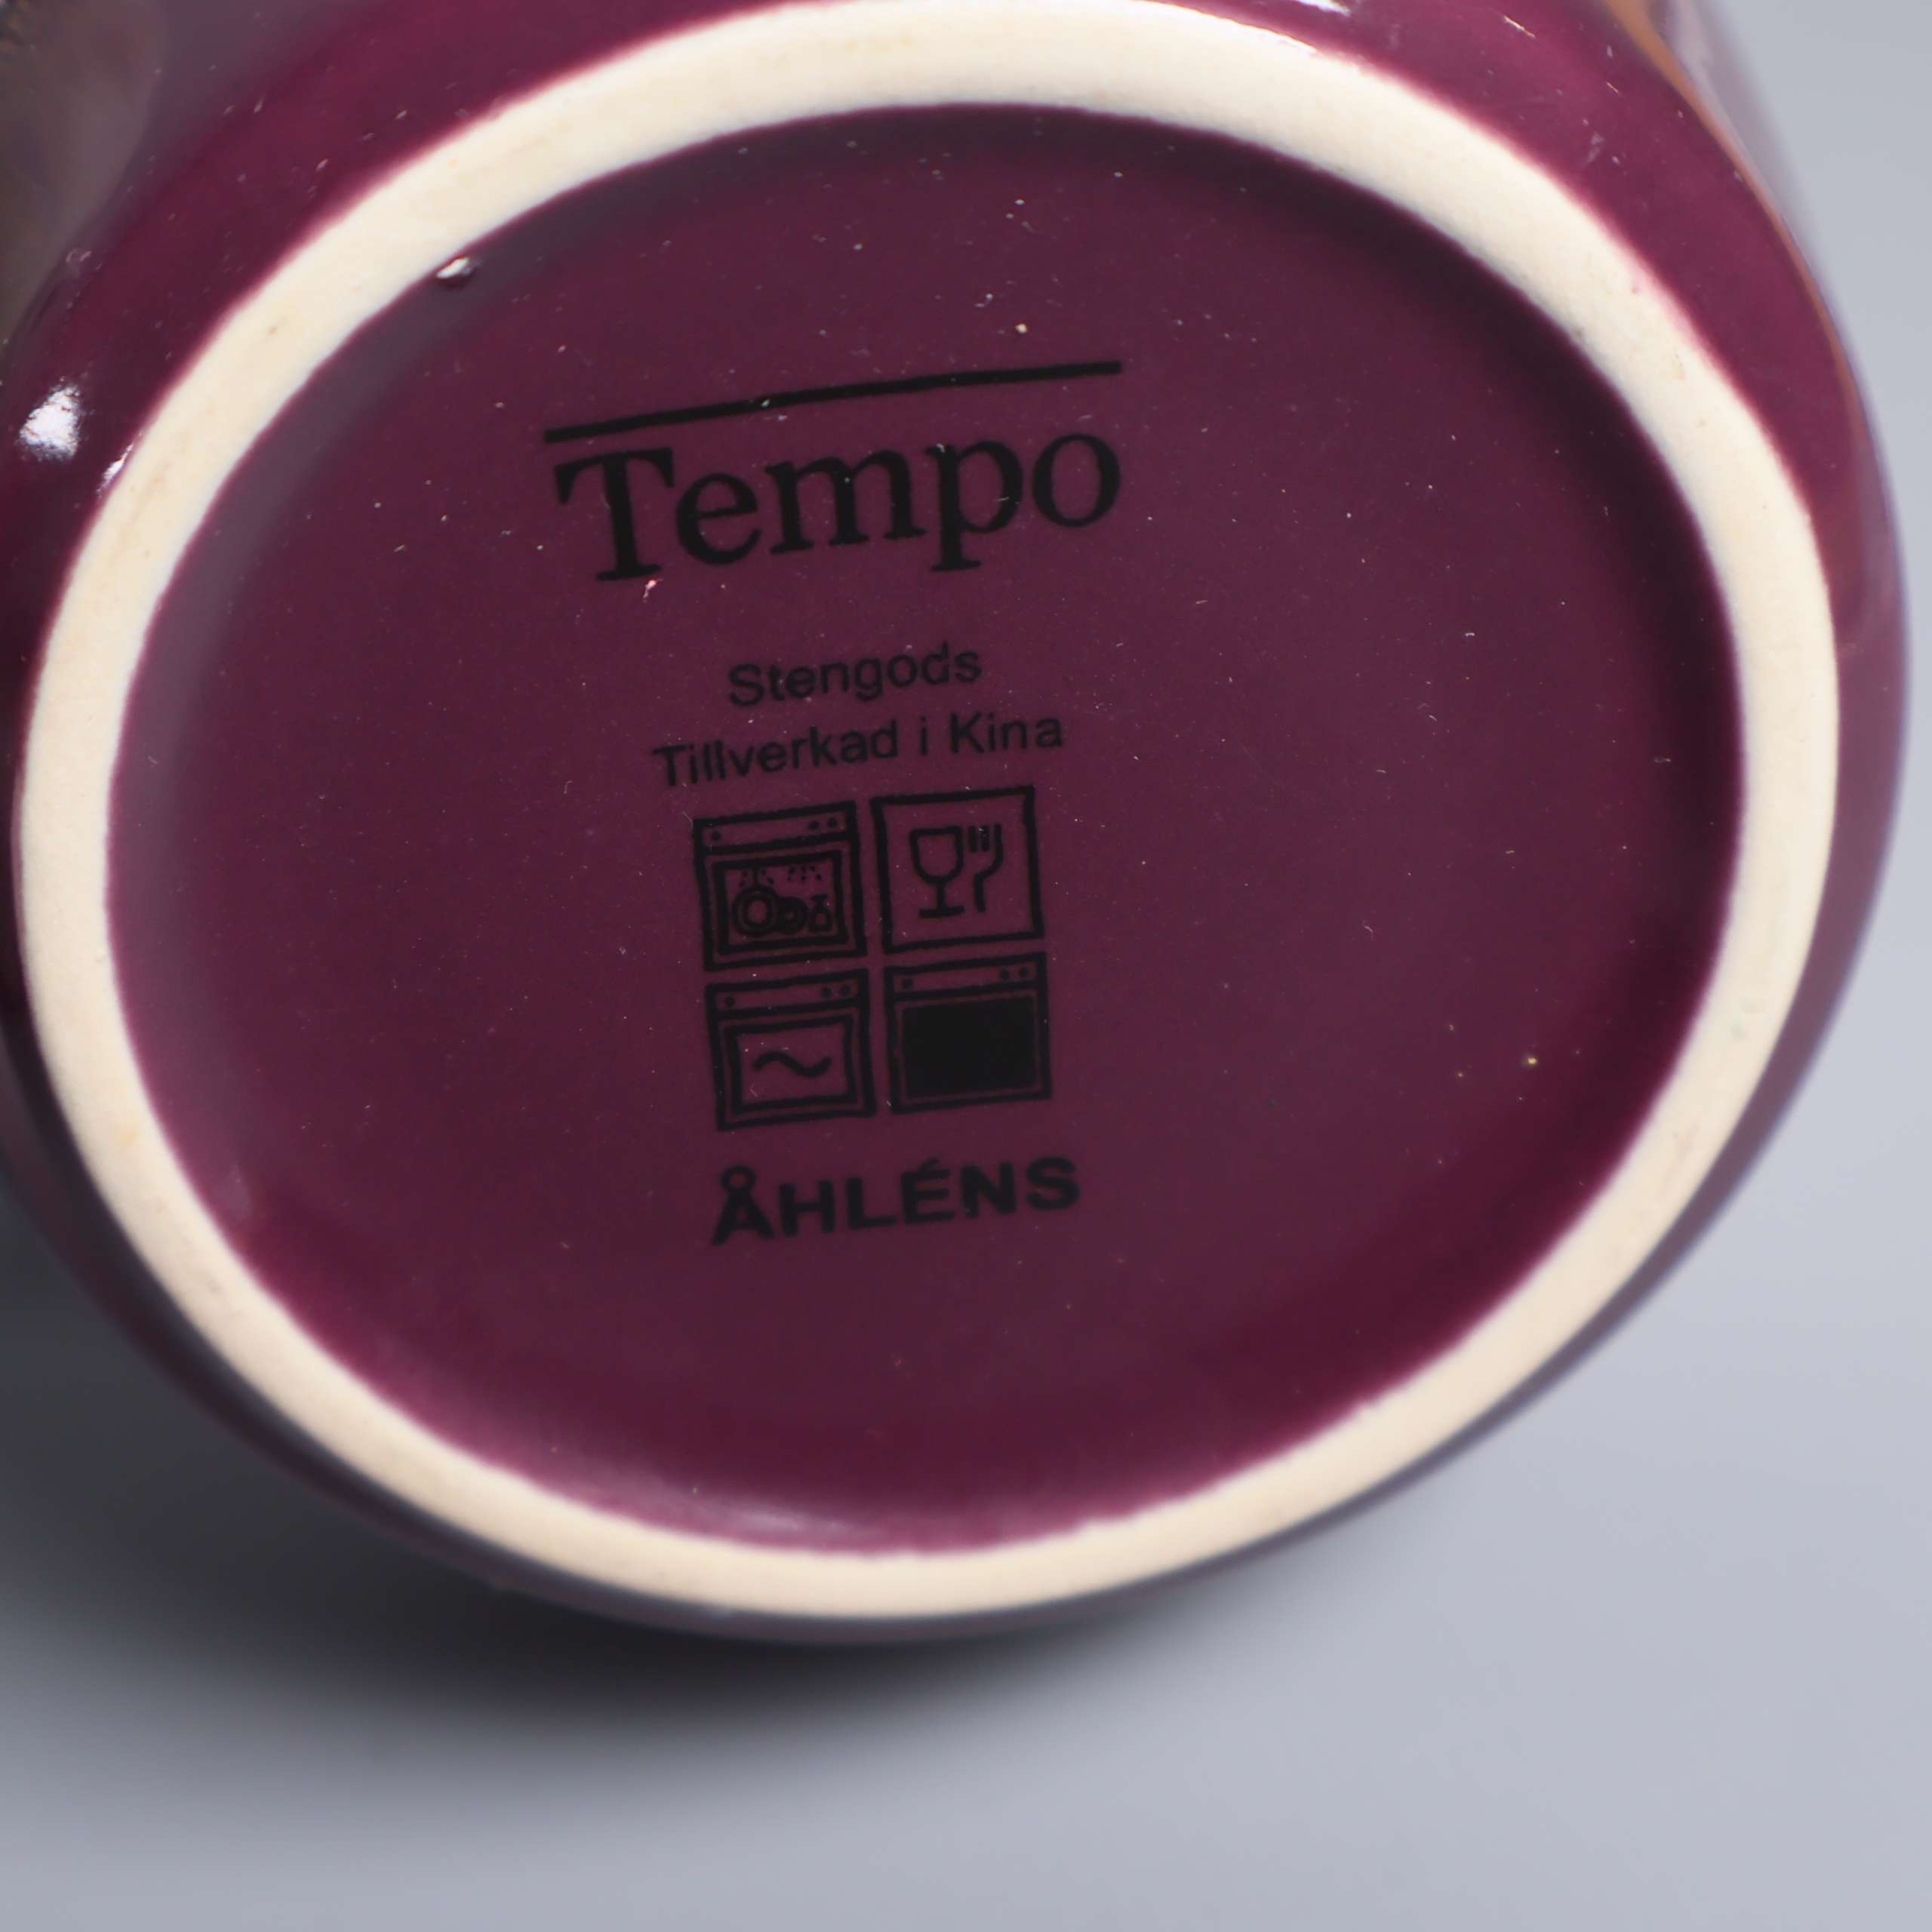 Tempo
Stengods
Tillverkad i Kina
ÅHLÉNS